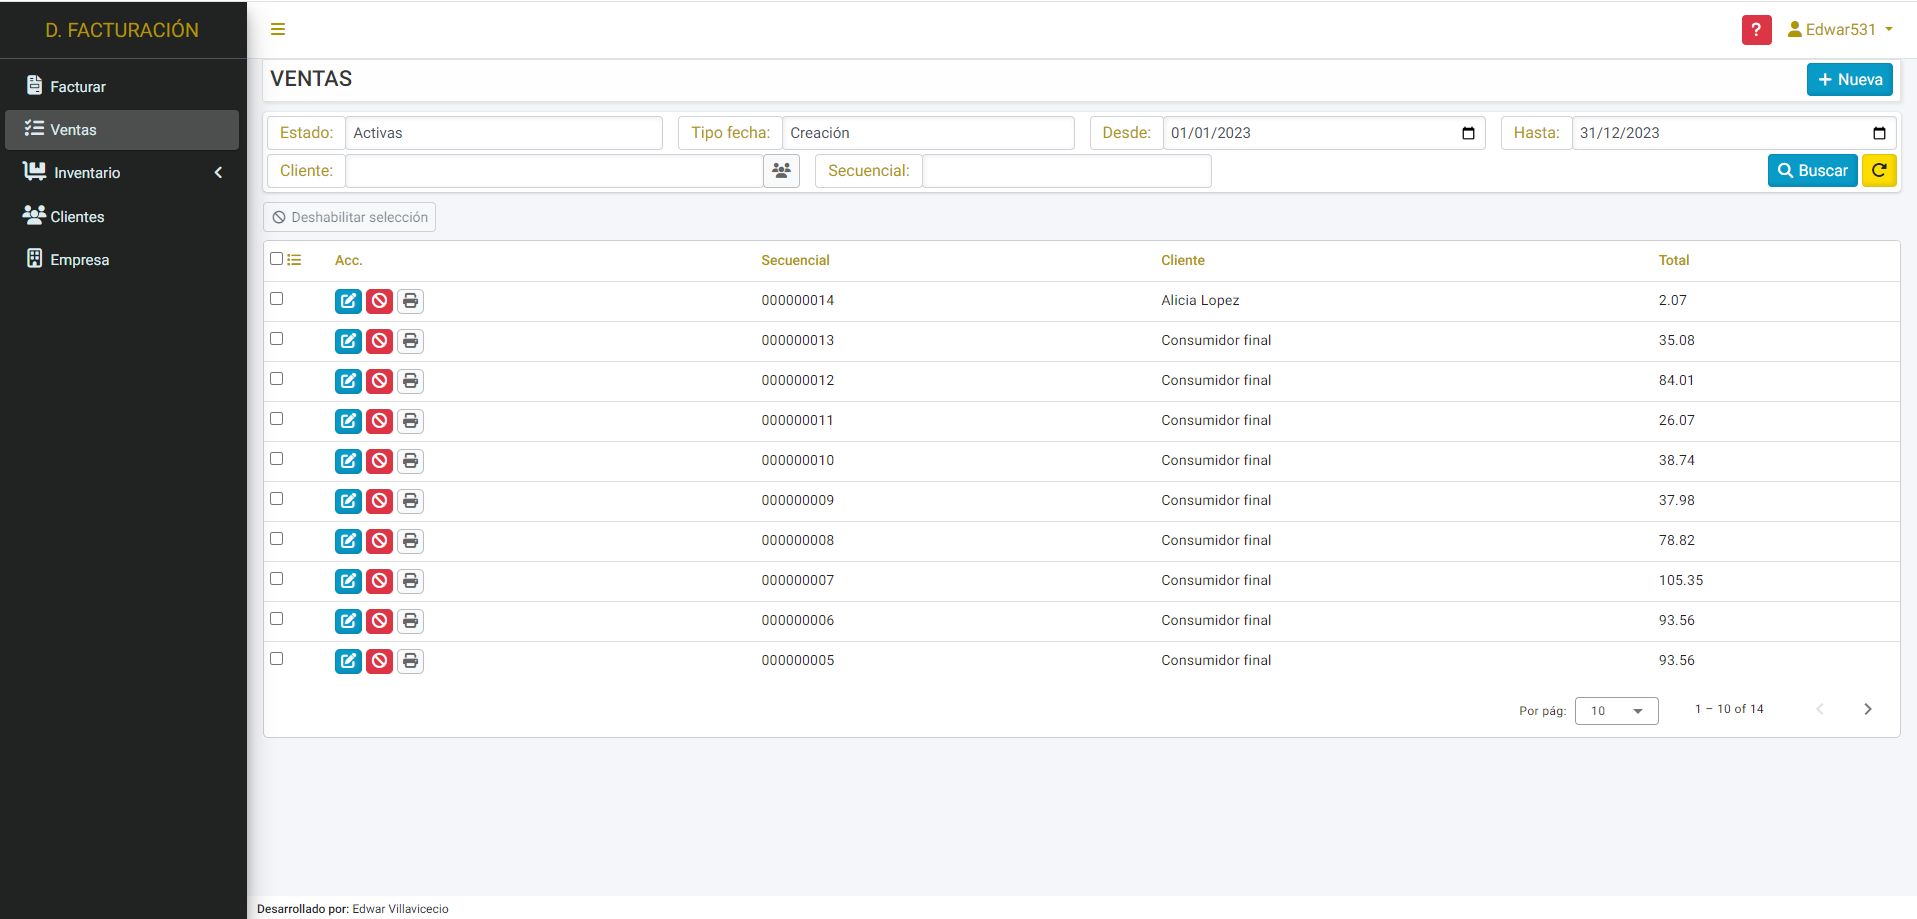 D. FACTURACIÓN
? Edwar531
Facturar
Ventas
Inventario
Clientes
Empresa
VENTAS
+ Nueva
Estado: Activas Tipo fecha: Creación Desde: 01/01/2023 Hasta: 31/12/2023
Cliente: Secuencial: Buscar
Deshabilitar selección
Acc. Secuencial Cliente Total
000000014 Alicia Lopez 2.07
000000013 Consumidor final 35.08
000000012 Consumidor final 84.01
000000011 Consumidor final 26.07
000000010 Consumidor final 38.74
000000009 Consumidor final 37.98
000000008 Consumidor final 78.82
000000007 Consumidor final 105.35
000000006 Consumidor final 93.56
000000005 Consumidor final 93.56
Por pág: 10 1 – 10 of 14
Desarrollado por: Edwar Villavicecio